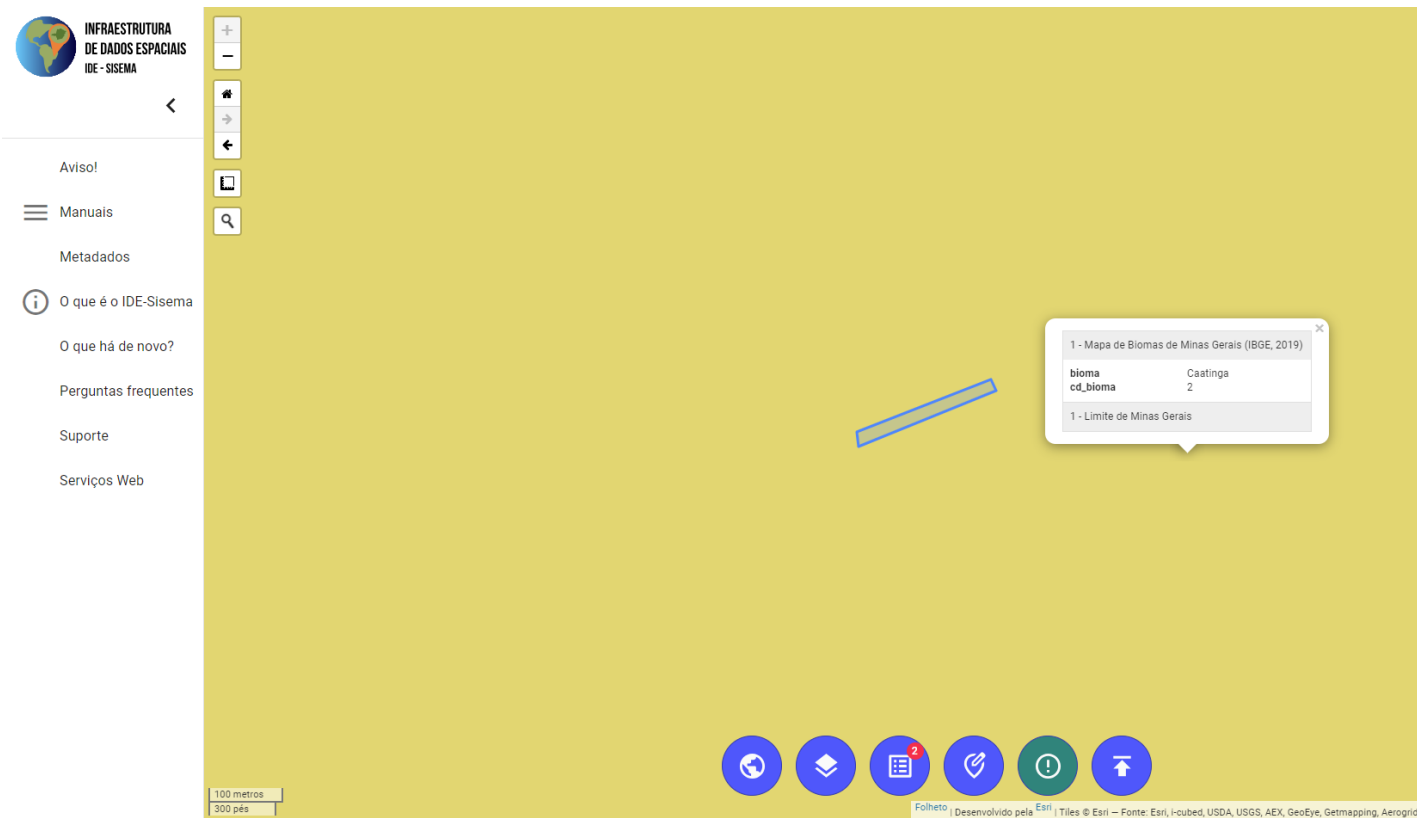 INFRAESTRUTURA
DE DADOS ESPACIAIS
IDE - SISEMA
Aviso!
Manuais
Metadados
O que é o IDE-Sisema
O que há de novo?
Perguntas frequentes
Suporte
Serviços Web
1 - Mapa de Biomas de Minas Gerais (IBGE, 2019)
bioma Caatinga
cd_bioma 2
1 - Limite de Minas Gerais
2
100 metros
300 pés
Folheto | Desenvolvido pela Esri | Tiles © Esri — Fonte: Esri, i-cubed, USDA, USGS, AEX, GeoEye, Getmapping, Aerogrid